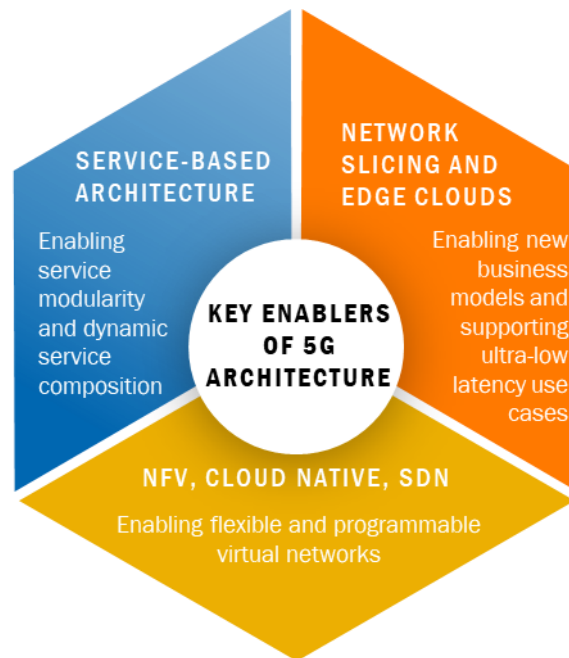 SERVICE-BASED
ARCHITECTURE
Enabling
service
modularity
and dynamic
service
composition
NETWORK
SLICING AND
EDGE CLOUDS
Enabling new
business
models and
supporting
ultra-low
latency use
cases
KEY ENABLERS
OF 5G
ARCHITECTURE
NFV, CLOUD NATIVE, SDN
Enabling flexible and programmable
virtual networks